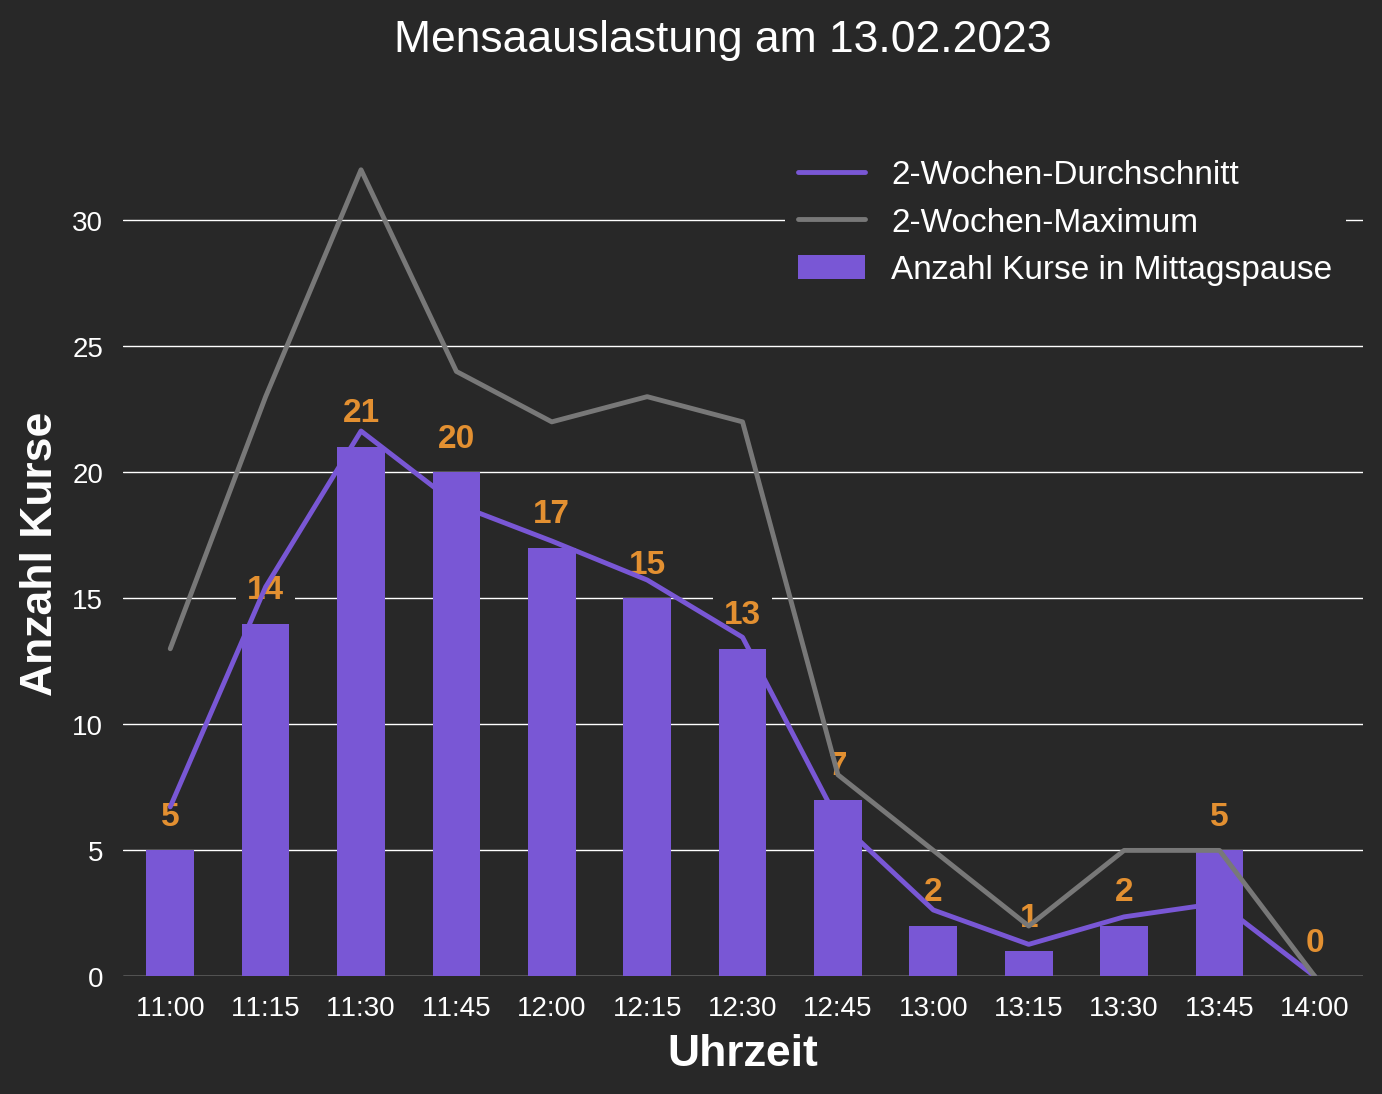 Mensaauslastung am 13.02.2023
2-Wochen-Durchschnitt
2-Wochen-Maximum
Anzahl Kurse in Mittagspause
Anzahl Kurse
30
25
20
15
10
5
0
5
14
21
20
17
15
13
7
2
1
2
5
0
11:00 11:15 11:30 11:45 12:00 12:15 12:30 12:45 13:00 13:15 13:30 13:45 14:00
Uhrzeit